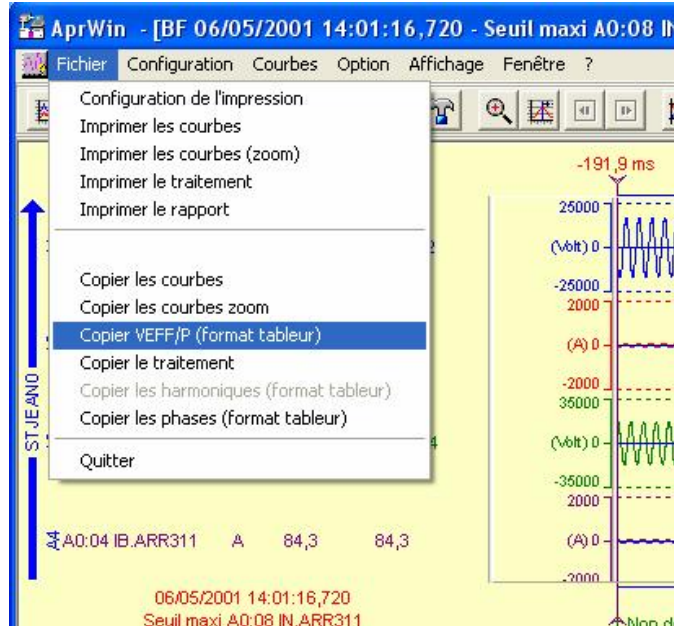 AprWin - [BF 06/05/2001 14:01:16,720 - Seuil maxi A0:08 IN
Fichier Configuration Courbes Option Affichage Fenêtre ?
Configuration de l'impression
Imprimer les courbes
Imprimer les courbes (zoom)
Imprimer le traitement
Imprimer le rapport
Copier les courbes
Copier les courbes zoom
Copier VEFF/P (format tableur)
Copier le traitement
Copier les harmoniques (format tableur)
Copier les phases (format tableur)
Quitter
STJEAN0
A4 A0:04 IB.ARR311 A 84,3 84,3
06/05/2001 14:01:16,720
Seuil maxi A0:08 IN.ARR311
-191,9 ms
25000
(Volt) 0
-25000
2000
(A) 0
-2000
35000
(Volt) 0
-35000
2000
(A) 0
-2000
Non d